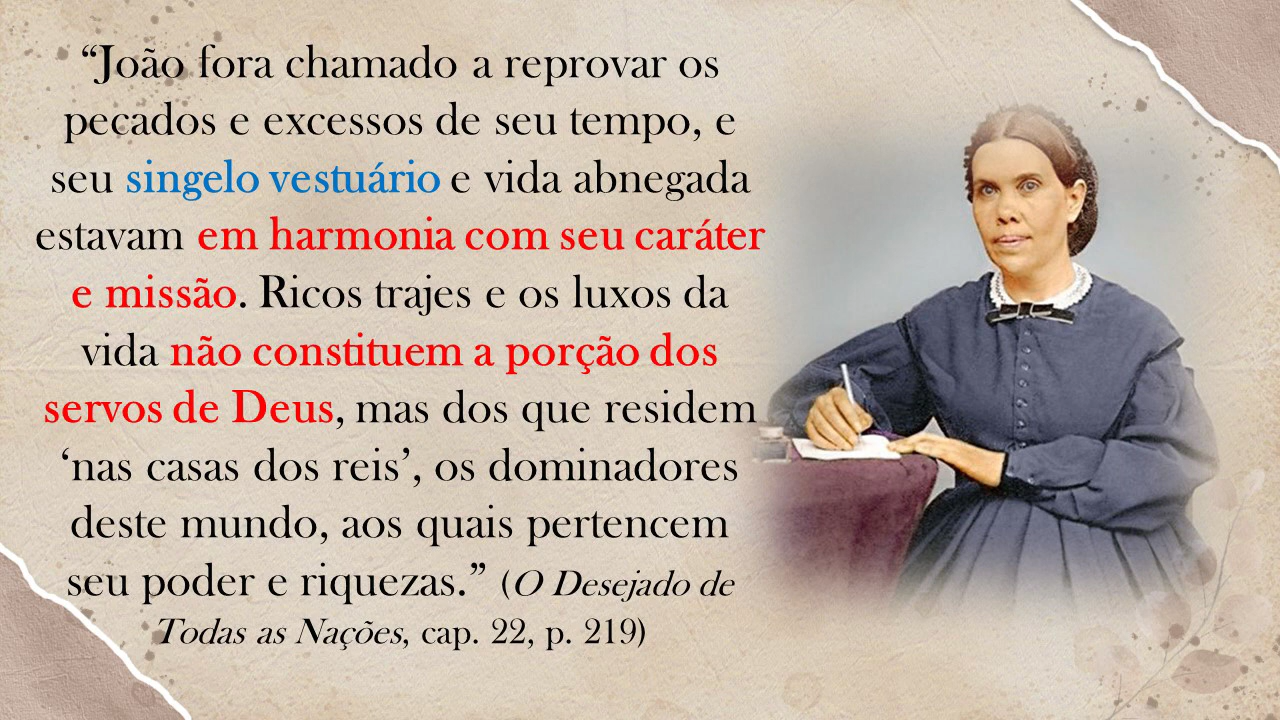 “João fora chamado a reprovar os
pecados e excessos de seu tempo, e
seu singelo vestuário e vida abnegada
estavam em harmonia com seu caráter
e missão. Ricos trajes e os luxos da
vida não constituem a porção dos
servos de Deus, mas dos que residem
‘nas casas dos reis’, os dominadores
deste mundo, aos quais pertencem
seu poder e riquezas.” (O Desejado de
Todas as Nações, cap. 22, p. 219)